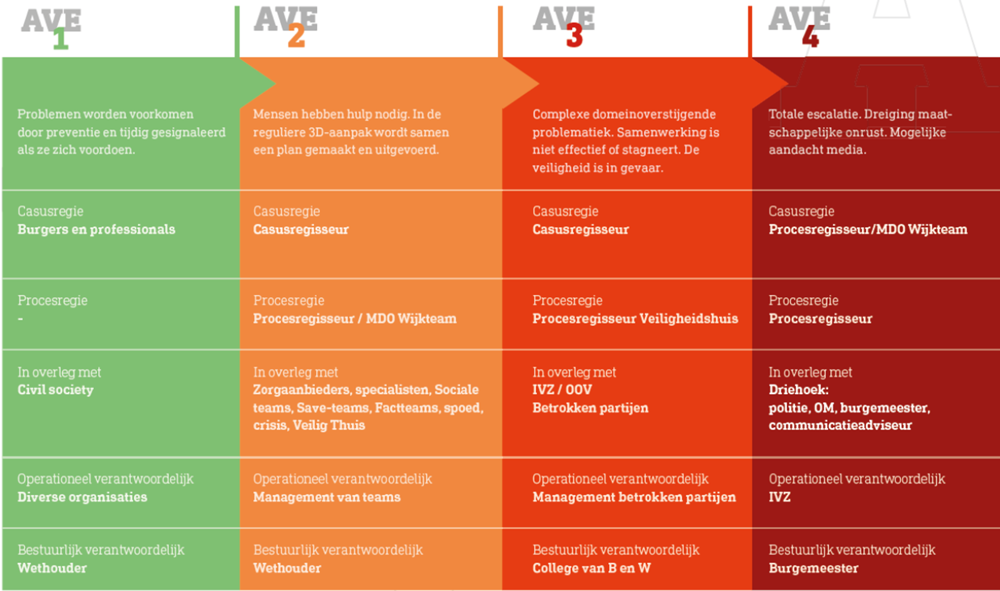 AVE
1
Problemen worden voorkomen
door preventie en tijdig gesignaleerd
als ze zich voordoen.
Casusregie
Burgers en professionals
Procesregie
-
In overleg met
Civil society
Operationeel verantwoordelijk
Diverse organisaties
Bestuurlijk verantwoordelijk
Wethouder
AVE
2
Mensen hebben hulp nodig. In de
reguliere 3D-aanpak wordt samen
een plan gemaakt en uitgevoerd.
Casusregie
Casusregisseur
Procesregie
Procesregisseur / MDO Wijkteam
In overleg met
Zorgaanbieders, specialisten, Sociale
teams, Save-teams, Factteams, spoed,
crisis, Veilig Thuis
Operationeel verantwoordelijk
Management van teams
Bestuurlijk verantwoordelijk
Wethouder
AVE
3
Complexe domeinoverstijgende
problematiek. Samenwerking is
niet effectief of stagneert. De
veiligheid is in gevaar.
Casusregie
Casusregisseur
Procesregie
Procesregisseur Veiligheidshuis
In overleg met
IVZ / OOV
Betrokken partijen
Operationeel verantwoordelijk
Management betrokken partijen
Bestuurlijk verantwoordelijk
College van B en W
AVE
4
Totale escalatie. Dreiging maat-
schappelijke onrust. Mogelijke
aandacht media.
Casusregie
Procesregisseur/MDO Wijkteam
Procesregie
Procesregisseur
In overleg met
Driehoek:
politie, OM, burgemeester,
communicatieadviseur
Operationeel verantwoordelijk
IVZ
Bestuurlijk verantwoordelijk
Burgemeester